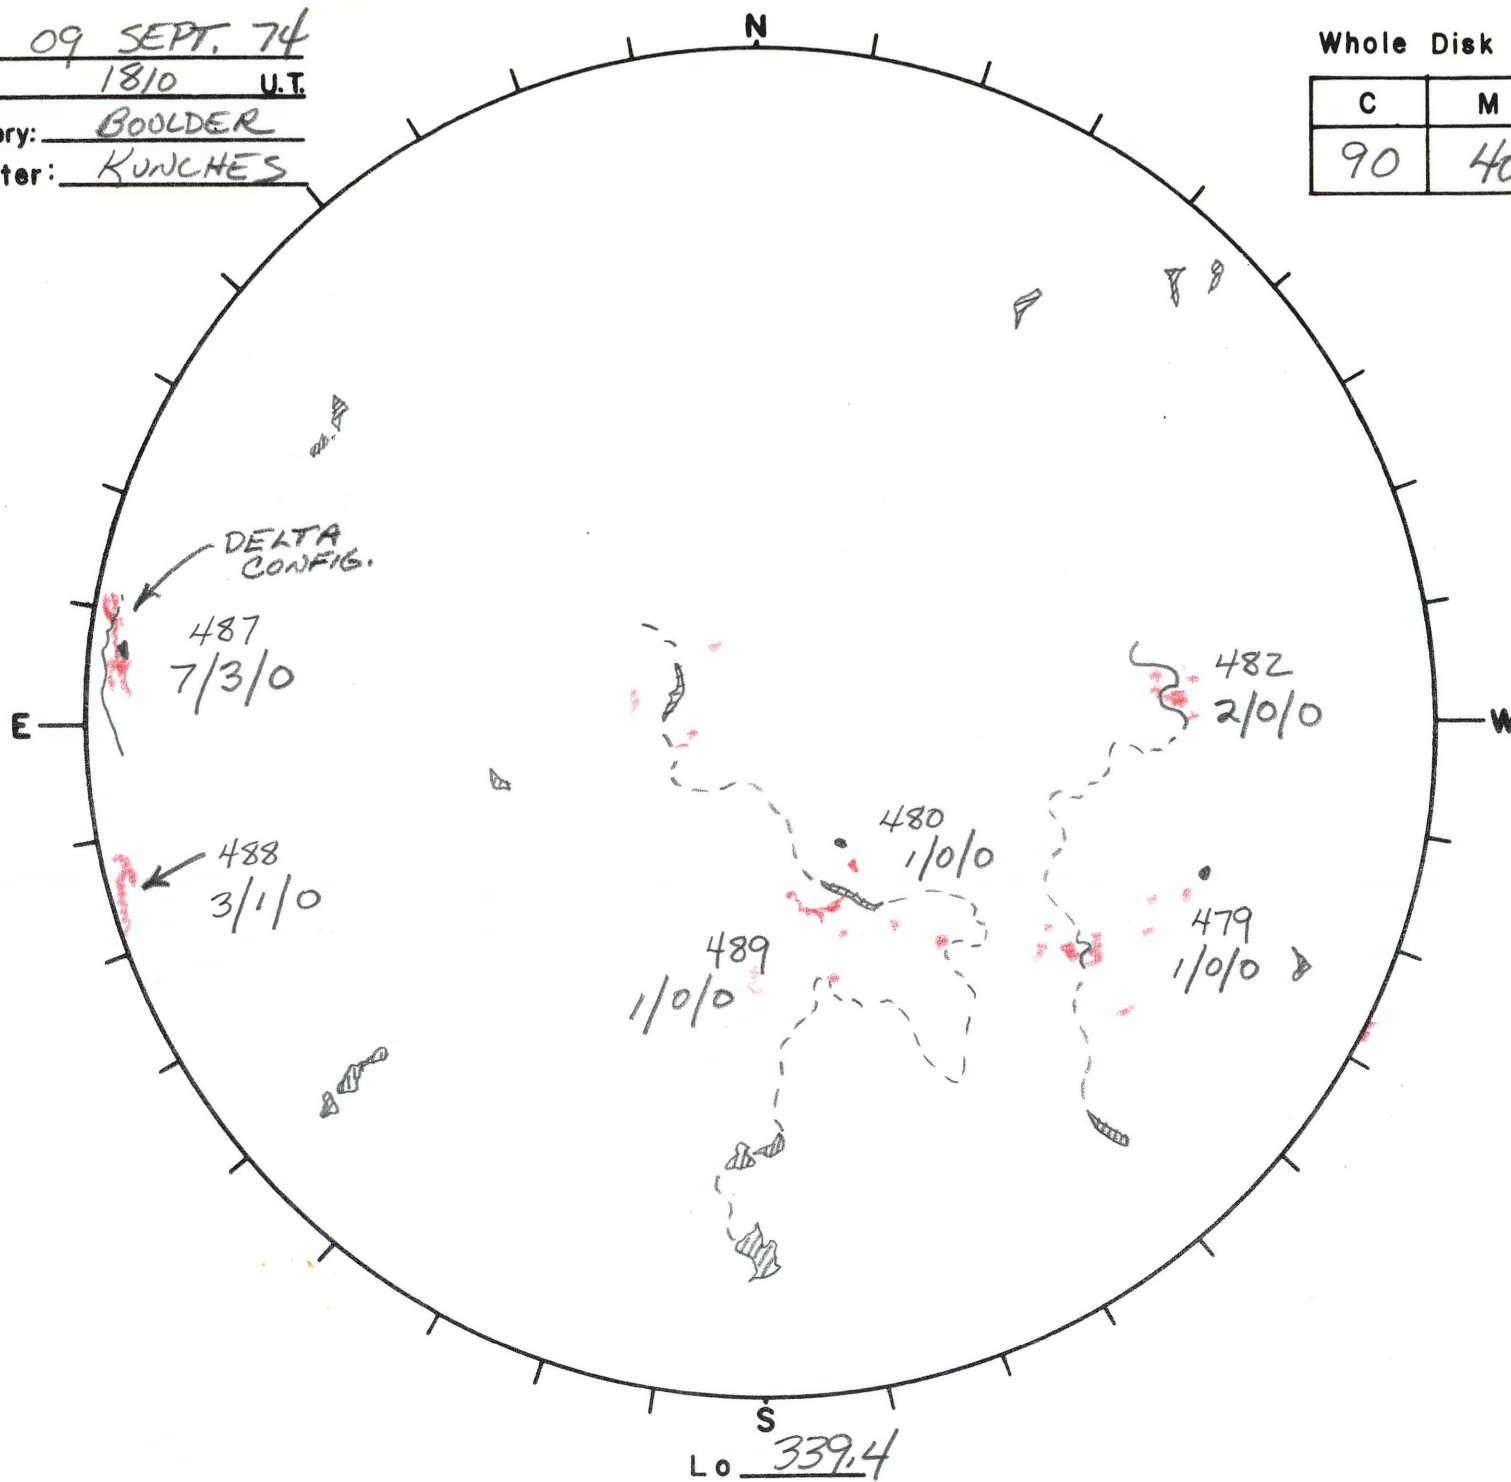 09 SEPT. 74
1810 U.T.
ry: BOULDER
ter: KUNCHES
N
Whole Disk
C M
90 40
DELTA
CONFIG.
487
7/3/0
482
2/0/0
E
W
480
1/0/0
488
3/1/0
479
1/0/0
489
1/0/0
S
Lo 339.4